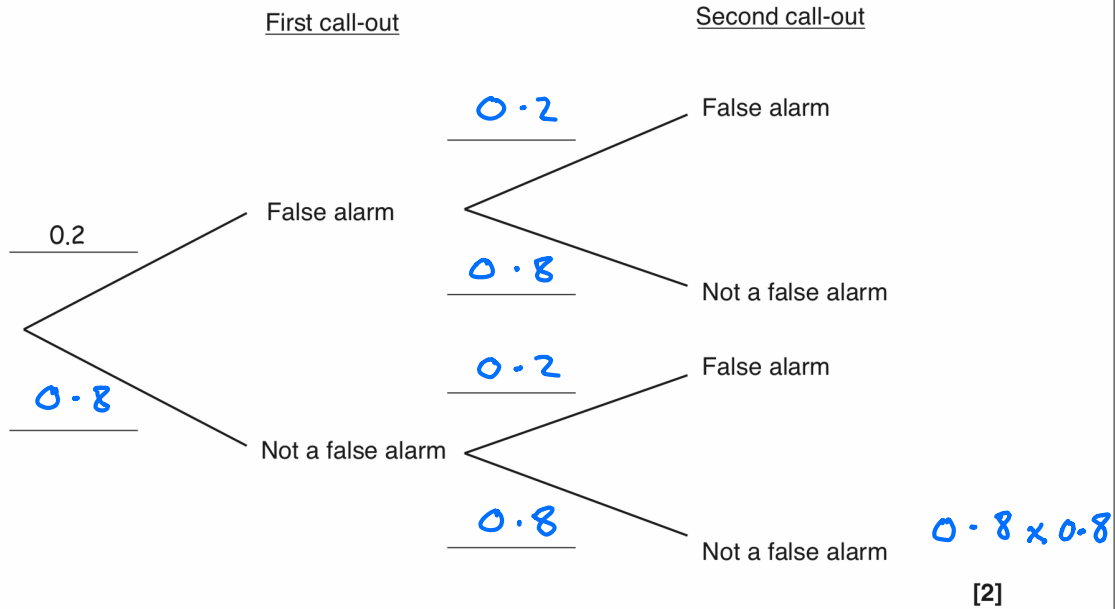 First call-out
Second call-out
0.2
False alarm
0.2
False alarm
0.8
Not a false alarm
0.8
Not a false alarm
0.2
False alarm
0.8
Not a false alarm
0.8 x 0.8
[2]